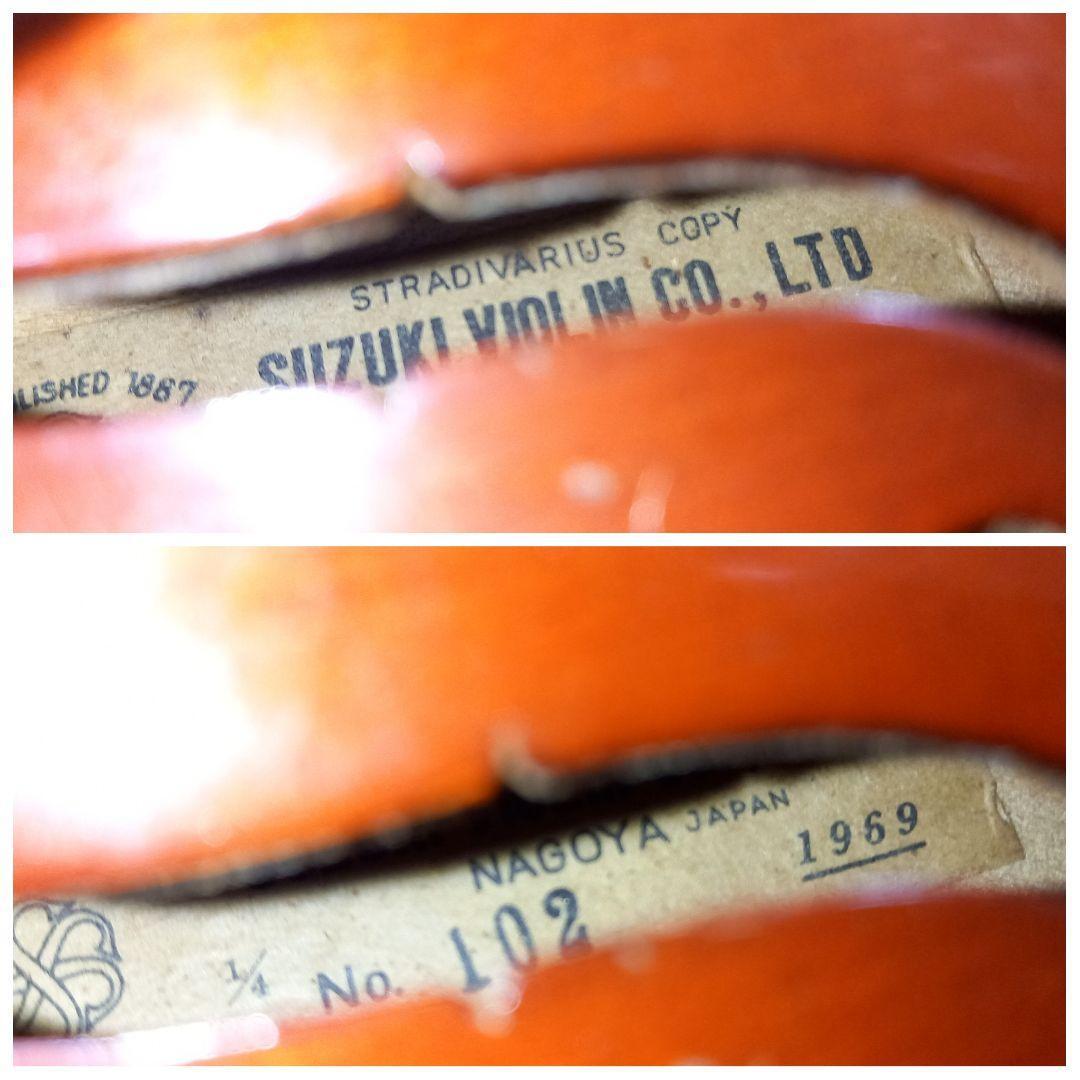 STRADIVARIUS COPY
SUZUKI VIOLIN CO., LTD
LISHED 1887
NAGOYA JAPAN
1969
1/4 No. 102